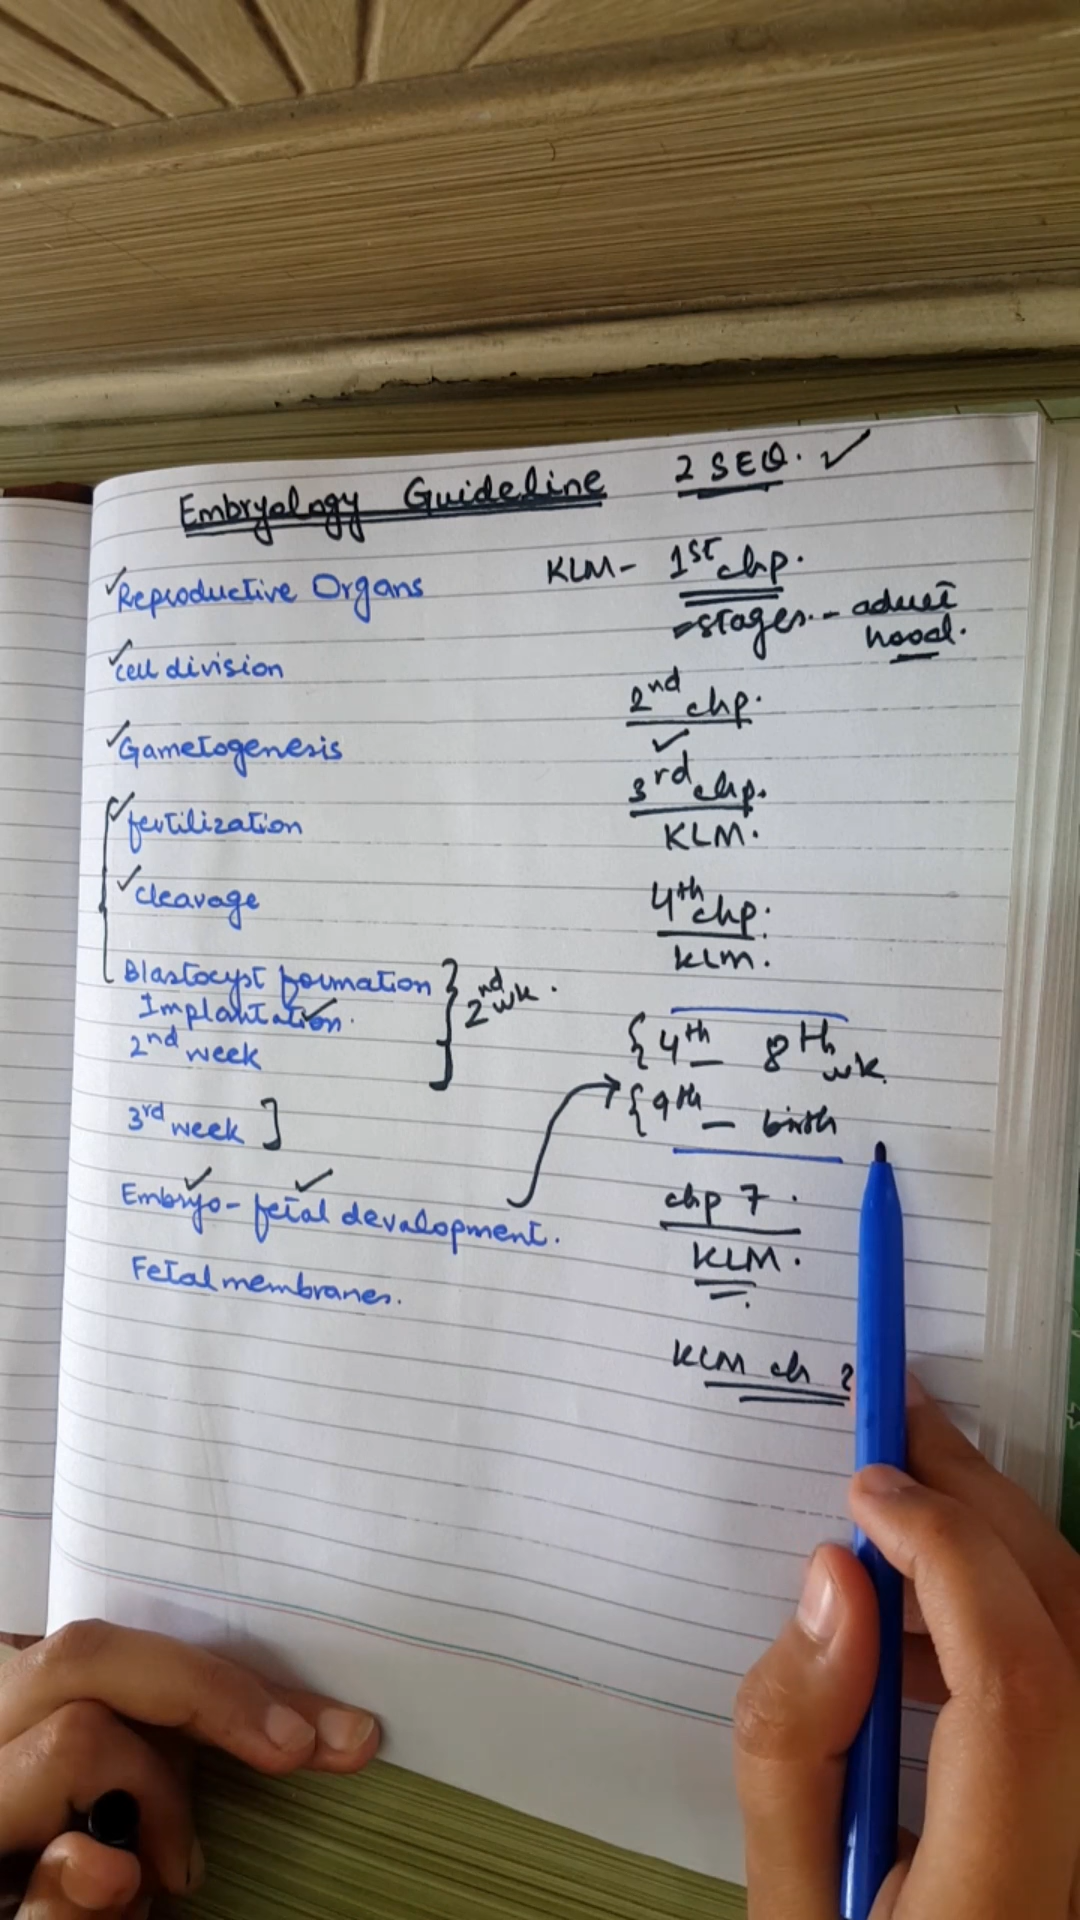 Embryology Guideline 2 SEQ.
Reproductive Organs KLM- 1st chp.
stages. - adult
hood.
cell division
2nd chp.
Gametogenesis
3rd chp.
fertilization KLM.
cleavage 4th chp.
KLM.
Blastocyst formation
Implantation. 2nd wk.
2nd week 4th - 8th wk.
3rd week 9th - birth
Embryo-fetal devalopment. chp 7.
Fetal membranes. KLM.
KLM ch 2